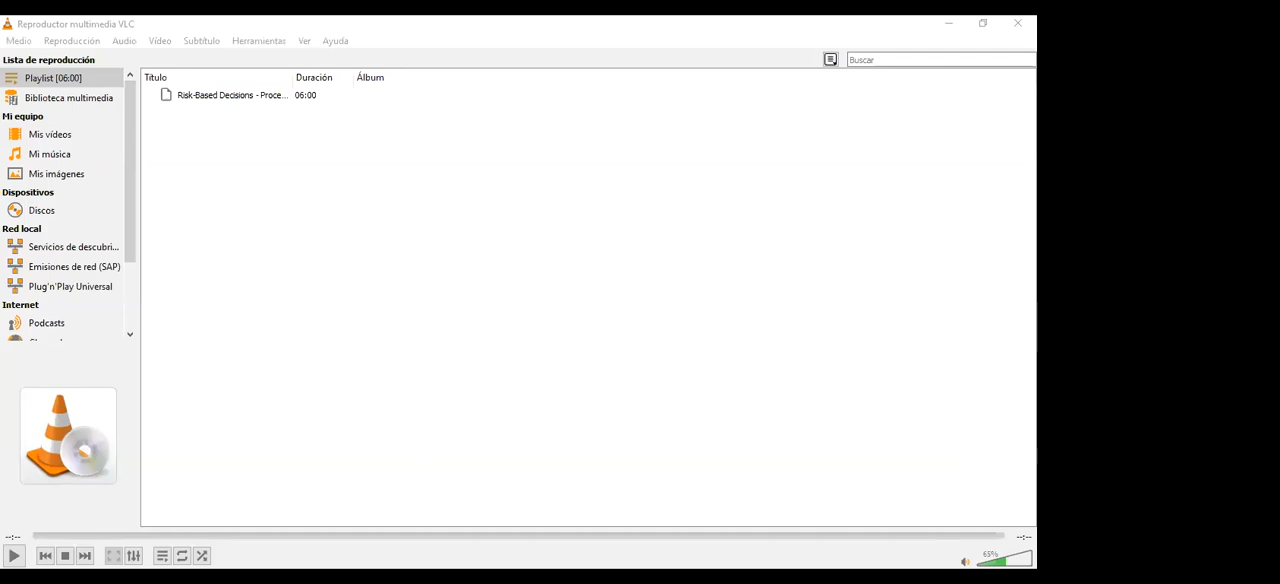 Reproductor multimedia VLC
Medio Reproducción Audio Vídeo Subtítulo Herramientas Ver Ayuda
Lista de reproducción
Buscar
Playlist [06:00]
Título Duración Álbum
Risk-Based Decisions - Proce... 06:00
Biblioteca multimedia
Mi equipo
Mis vídeos
Mi música
Mis imágenes
Dispositivos
Discos
Red local
Servicios de descubri...
Emisiones de red (SAP)
Plug'n'Play Universal
Internet
Podcasts
--:-- --:--
65%